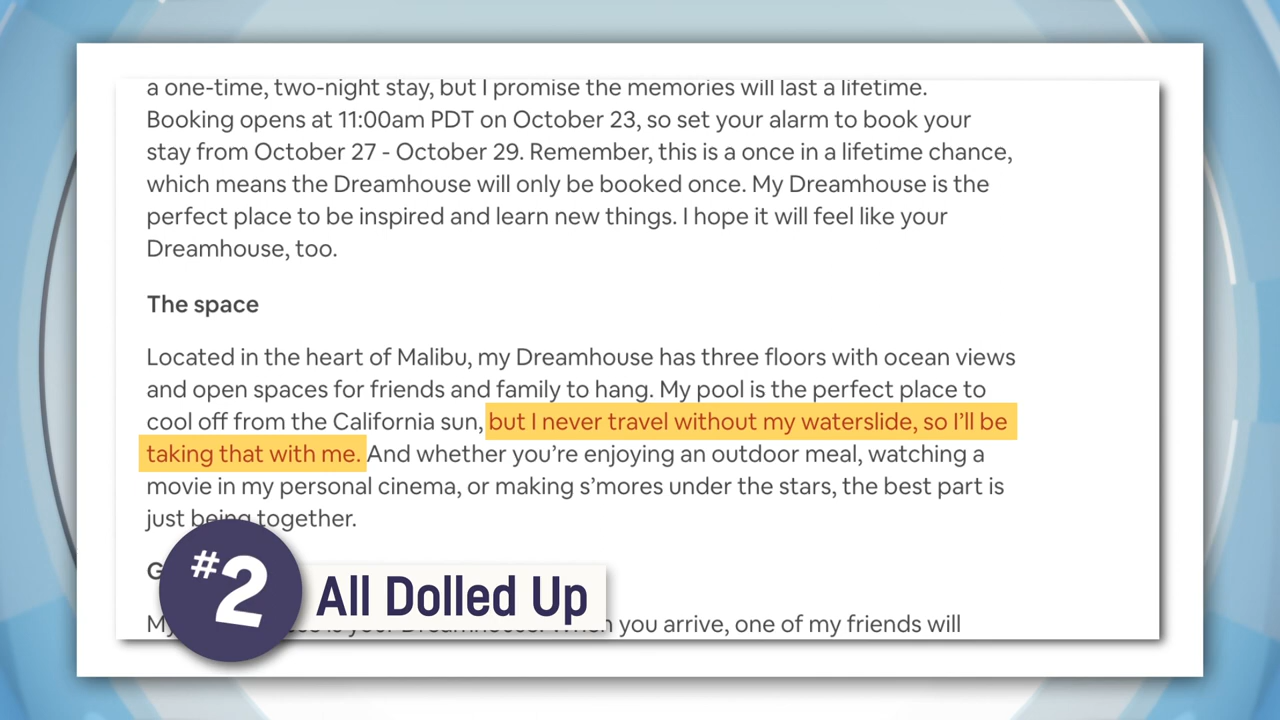 a one-time, two-night stay, but I promise the memories will last a lifetime.
Booking opens at 11:00am PDT on October 23, so set your alarm to book your
stay from October 27 - October 29. Remember, this is a once in a lifetime chance,
which means the Dreamhouse will only be booked once. My Dreamhouse is the
perfect place to be inspired and learn new things. I hope it will feel like your
Dreamhouse, too.
The space
Located in the heart of Malibu, my Dreamhouse has three floors with ocean views
and open spaces for friends and family to hang. My pool is the perfect place to
cool off from the California sun, but I never travel without my waterslide, so I’ll be
taking that with me. And whether you’re enjoying an outdoor meal, watching a
movie in my personal cinema, or making s’mores under the stars, the best part is
just being together.
#2 All Dolled Up
is your Dreamhouse. When you arrive, one of my friends will